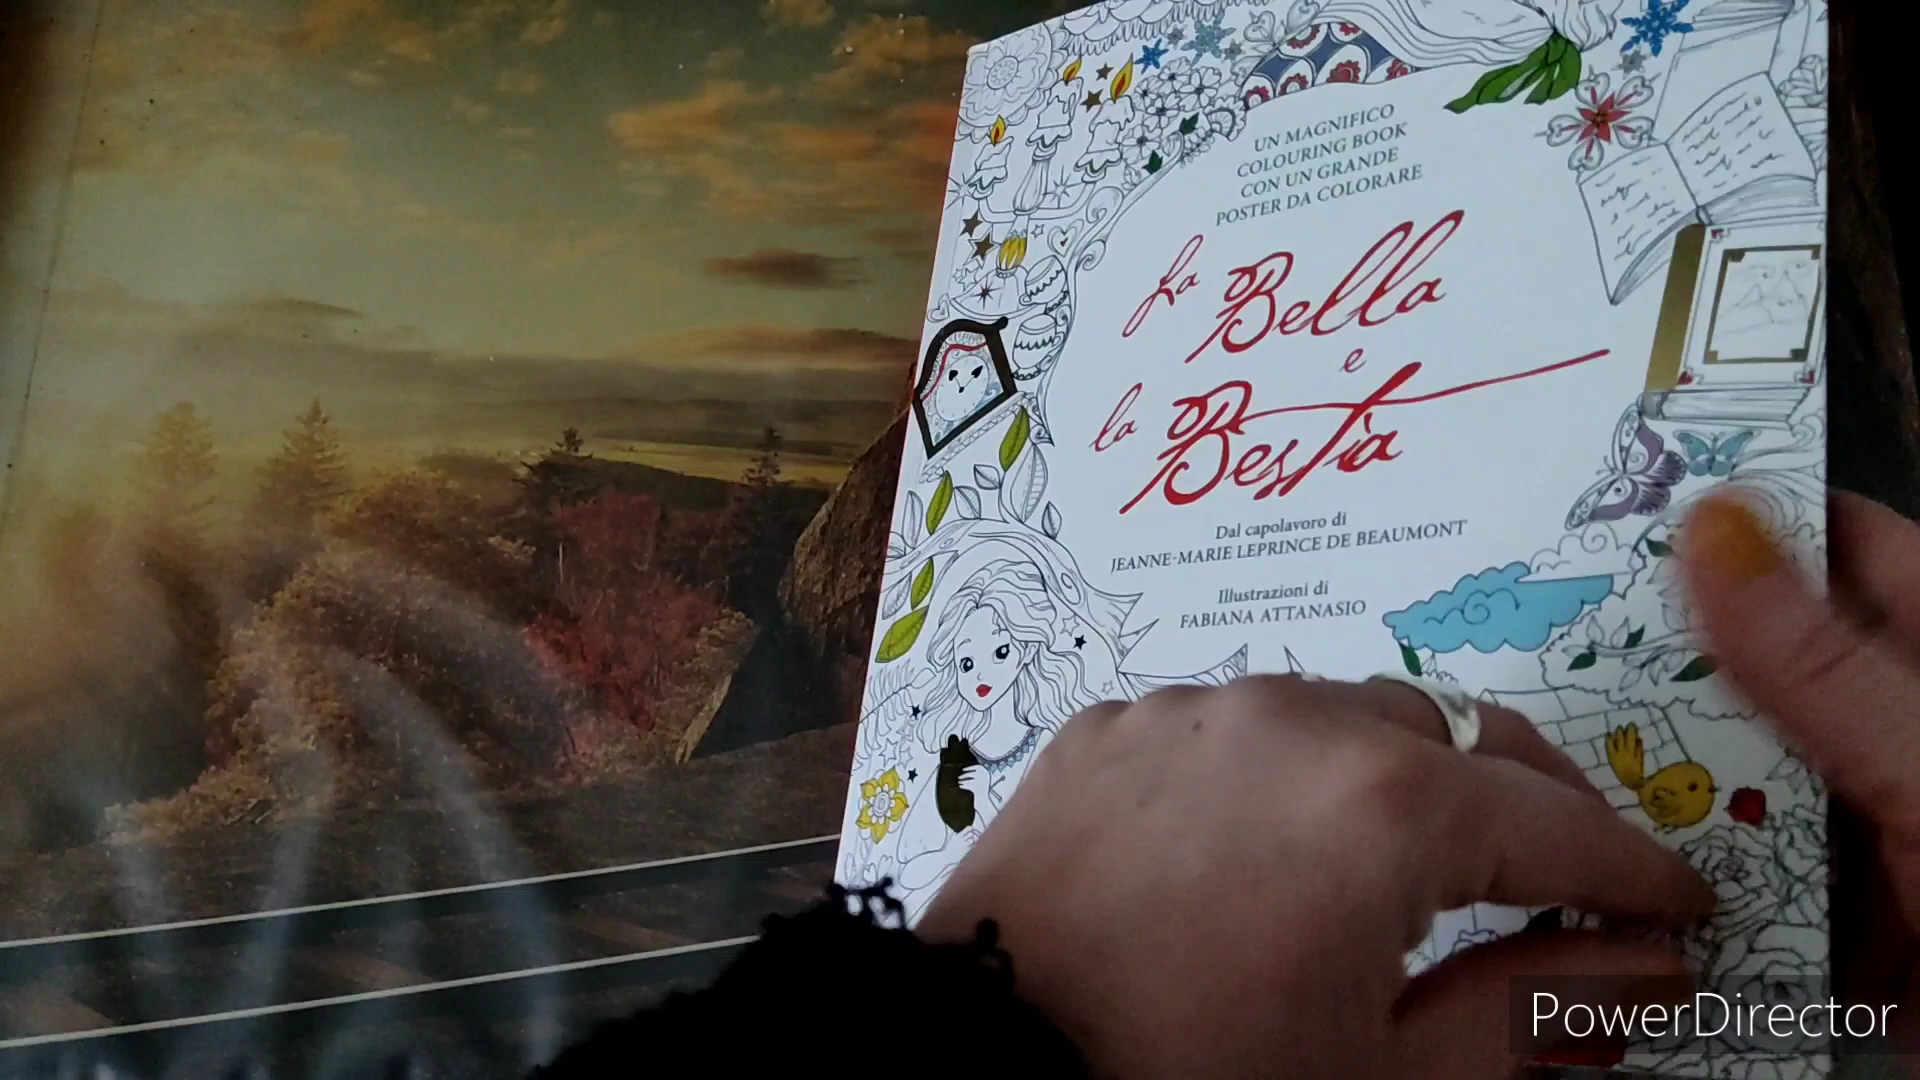 UN MAGNIFICO
COLOURING BOOK
CON UN GRANDE
POSTER DA COLORARE
La Bella
e
la Bestia
Dal capolavoro di
JEANNE-MARIE LEPRINCE DE BEAUMONT
Illustrazioni di
FABIANA ATTANASIO
PowerDirector